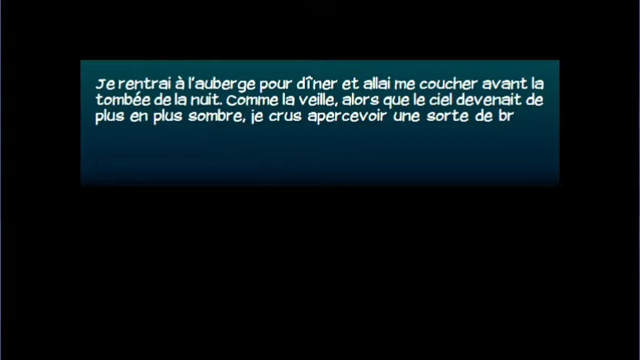 Je rentrai à l'auberge pour dîner et allai me coucher avant la
tombée de la nuit. Comme la veille, alors que le ciel devenait de
plus en plus sombre, je crus apercevoir une sorte de br